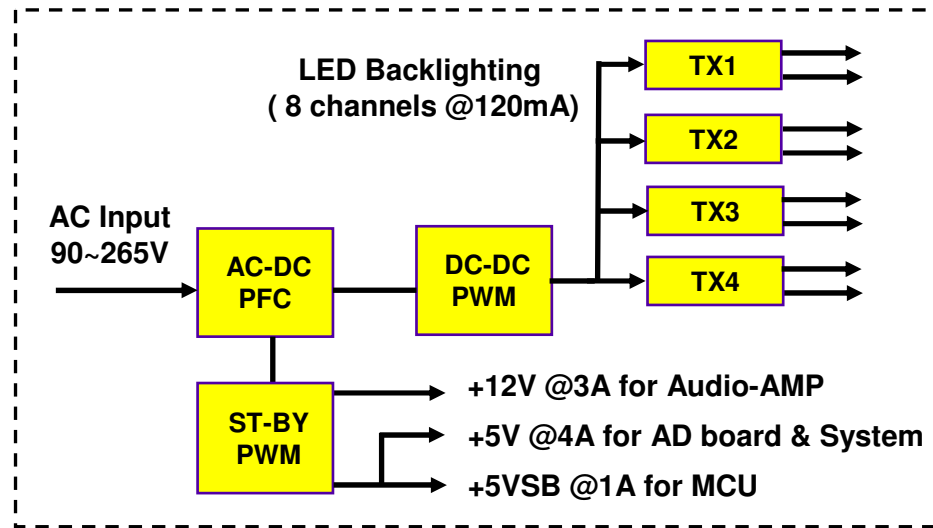 LED Backlighting
( 8 channels @120mA)
TX1
TX2
TX3
TX4
AC Input
90~265V
AC-DC
PFC
DC-DC
PWM
ST-BY
PWM
+12V @3A for Audio-AMP
+5V @4A for AD board & System
+5VSB @1A for MCU